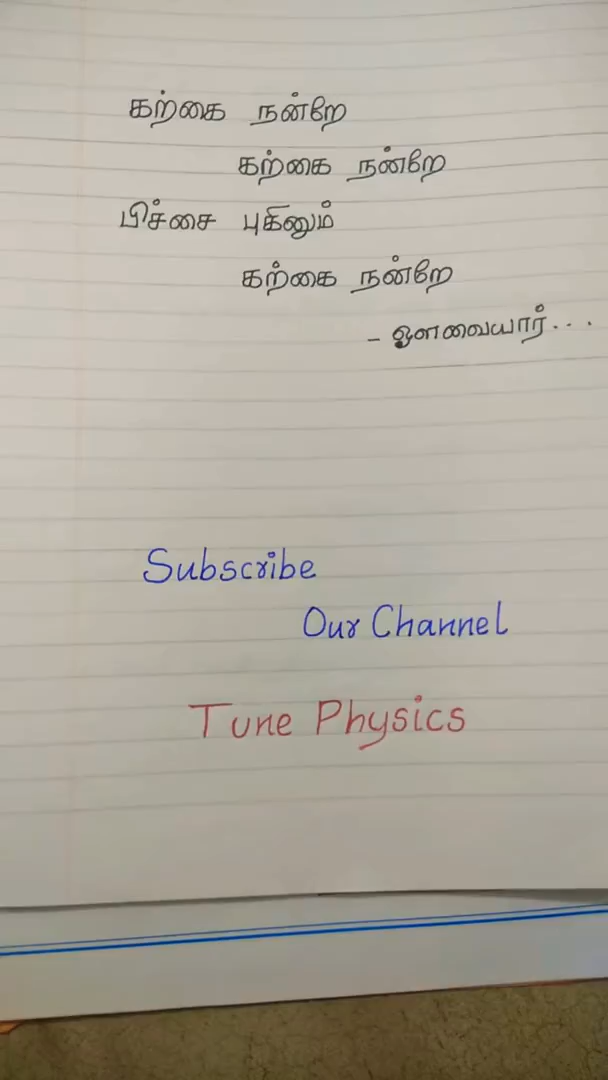 கற்கை நன்றே
கற்கை நன்றே
பிச்சை புகினும்
கற்கை நன்றே
- ஔவையார்...
Subscribe
Our Channel
Tune Physics